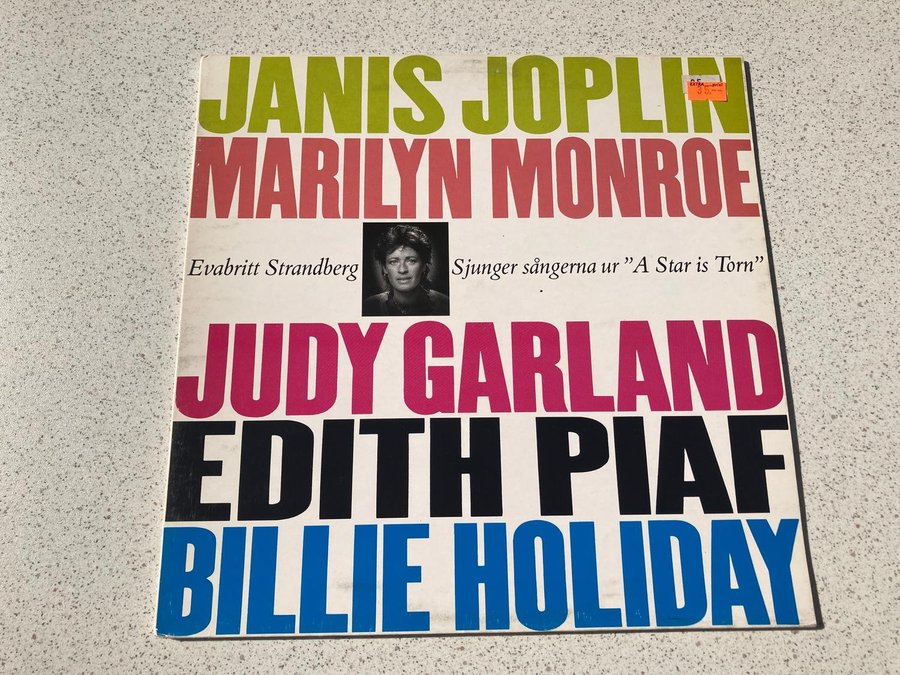 JANIS JOPLIN
MARILYN MONROE
Evabritt Strandberg Sjunger sångerna ur ”A Star is Torn”
JUDY GARLAND
EDITH PIAF
BILLIE HOLIDAY